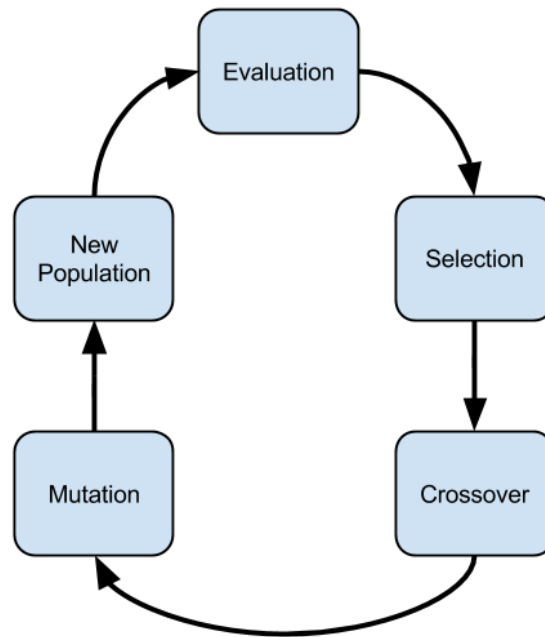 Evaluation
New
Population
Selection
Mutation
Crossover